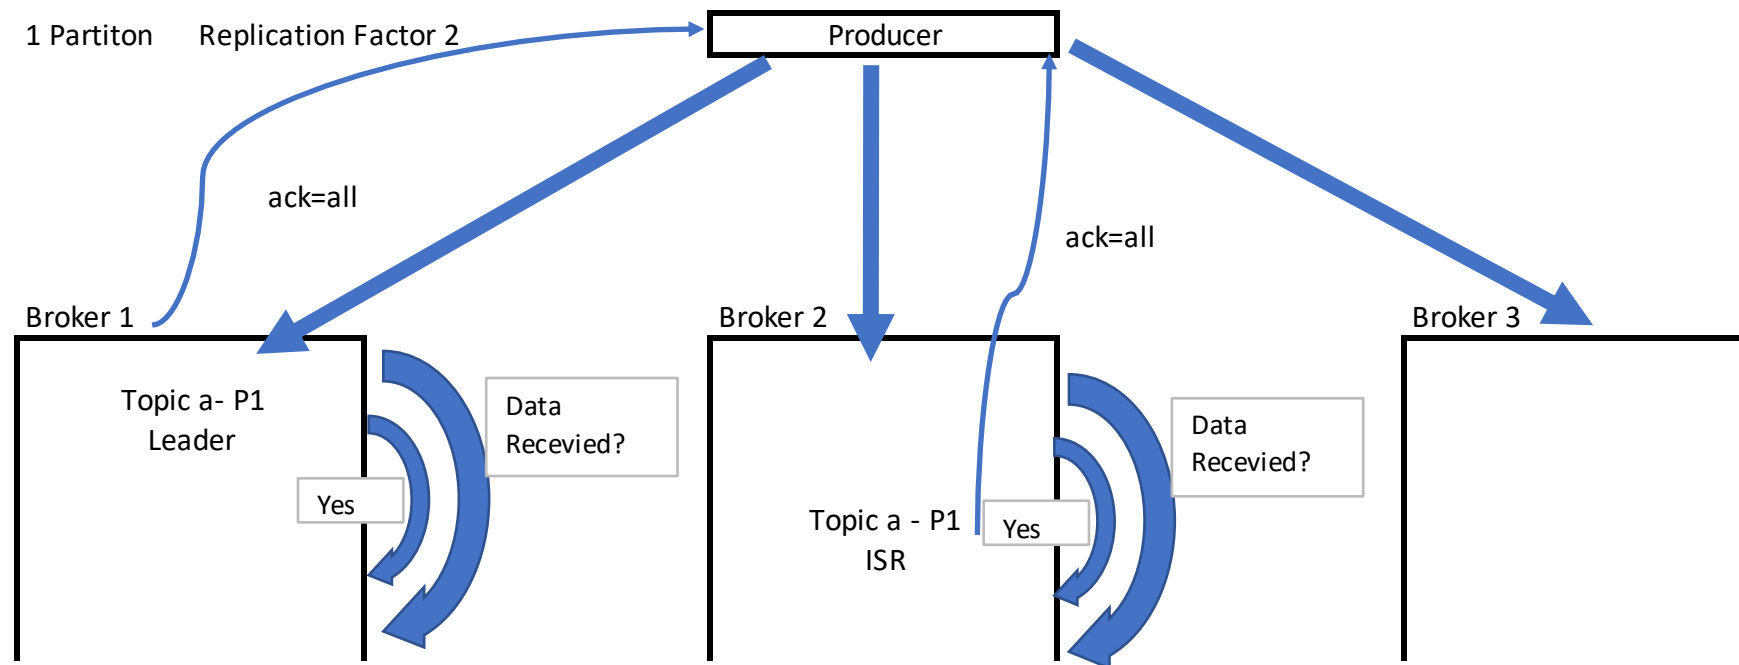 1 Partiton Replication Factor 2
Producer
ack=all
ack=all
Broker 1
Broker 2
Broker 3
Topic a- P1
Leader
Data
Recevied?
Yes
Data
Recevied?
Topic a - P1
ISR
Yes